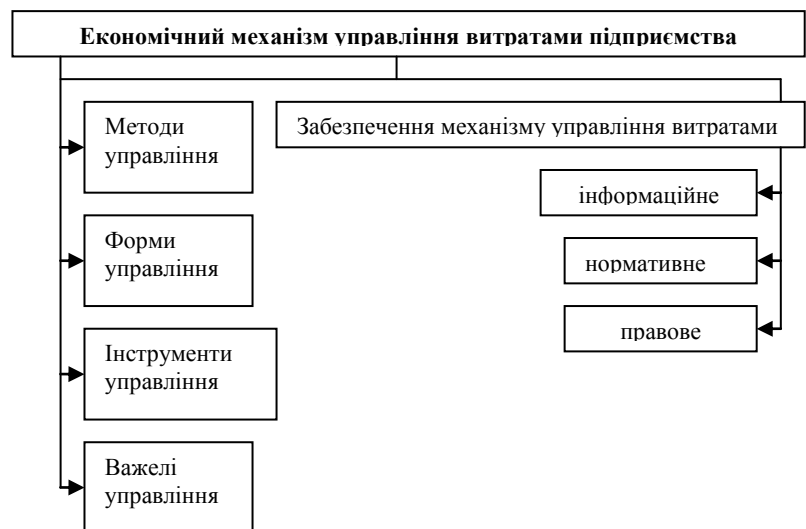 Економічний механізм управління витратами підприємства
Методи
управління
Забезпечення механізму управління витратами
інформаційне
Форми
управління
нормативне
правове
Інструменти
управління
Важелі
управління